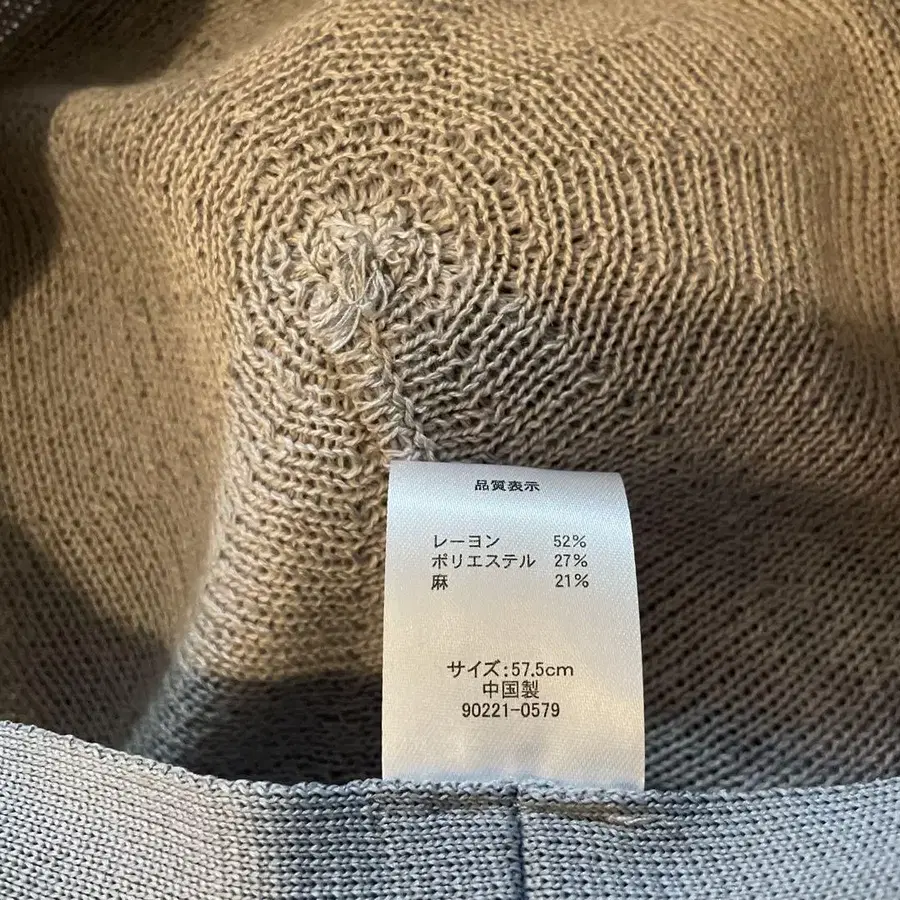 品質表示
レーヨン 52%
ポリエステル 27%
麻 21%
サイズ:57.5cm
中国製
90221-0579